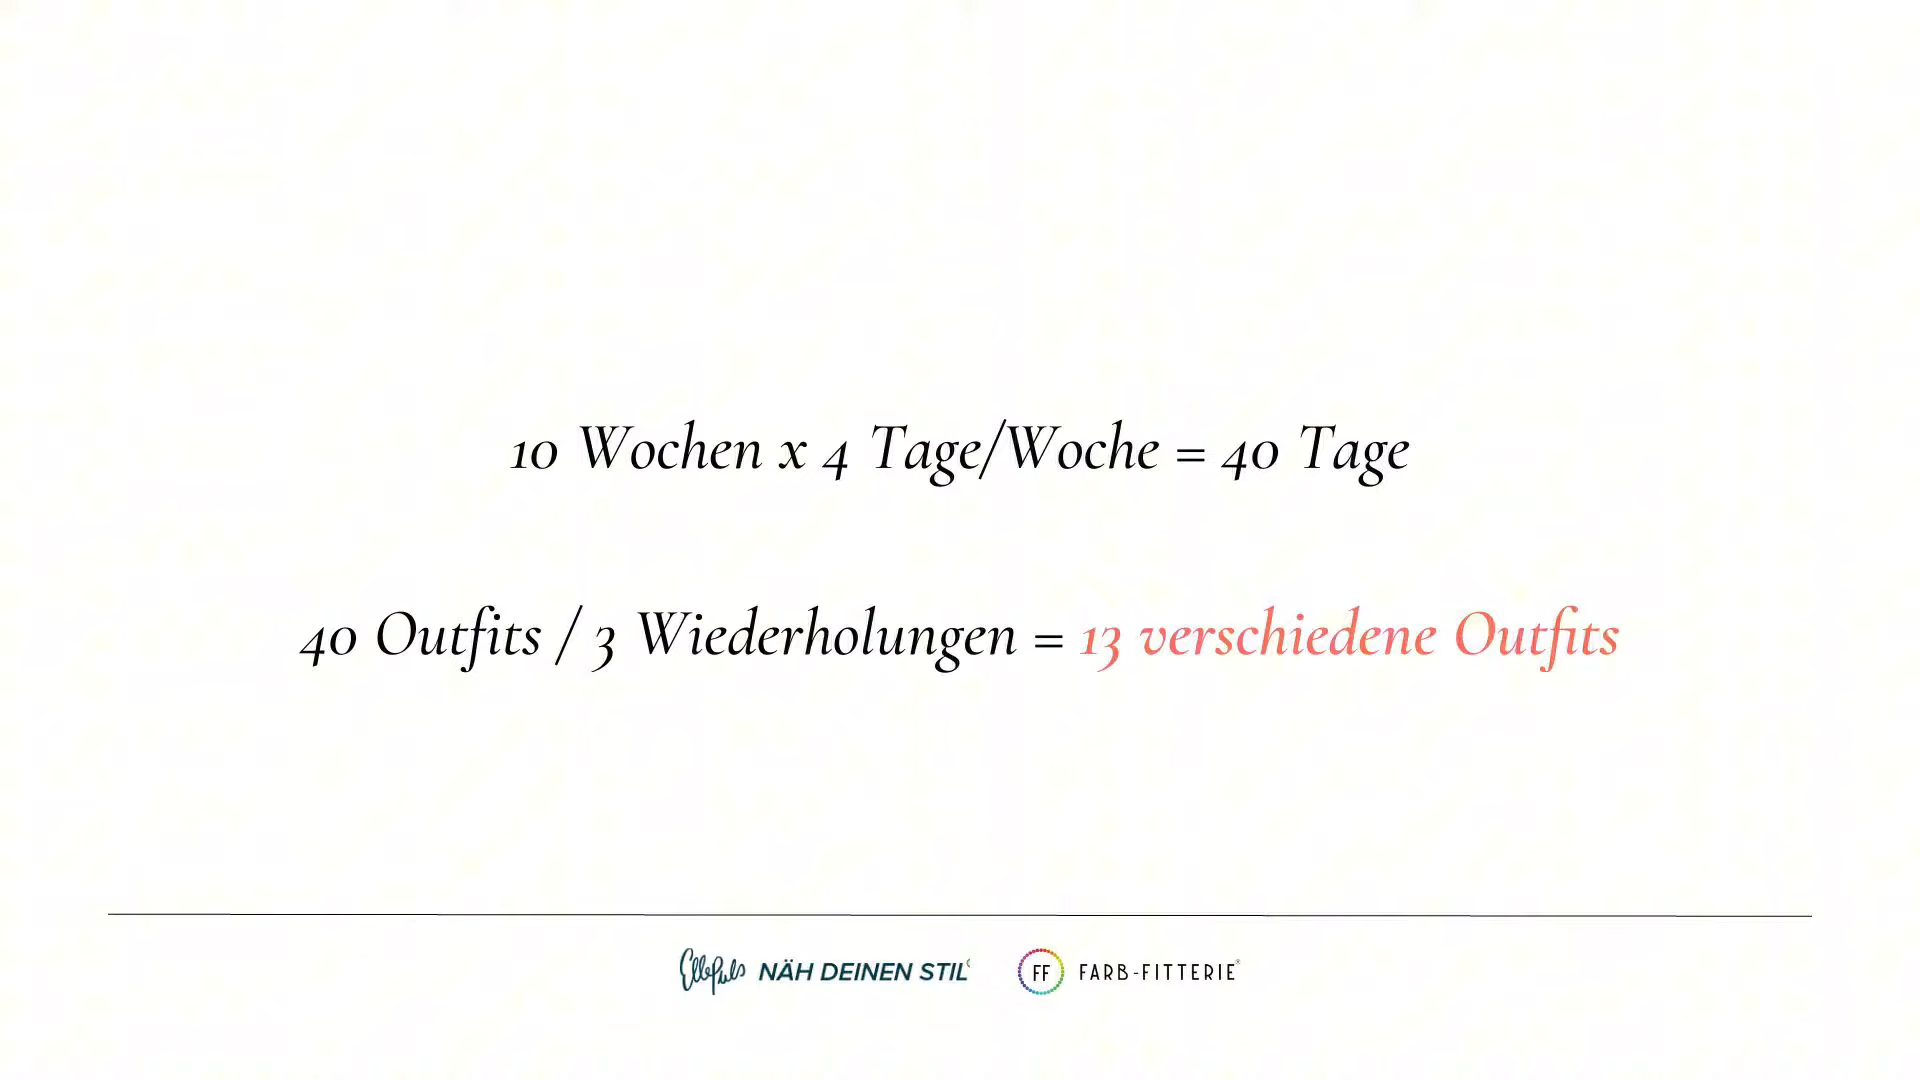 10 Wochen x 4 Tage/Woche = 40 Tage
40 Outfits / 3 Wiederholungen = 13 verschiedene Outfits
Ellepuls NÄH DEINEN STIL
FF FARB-FITTERIE®